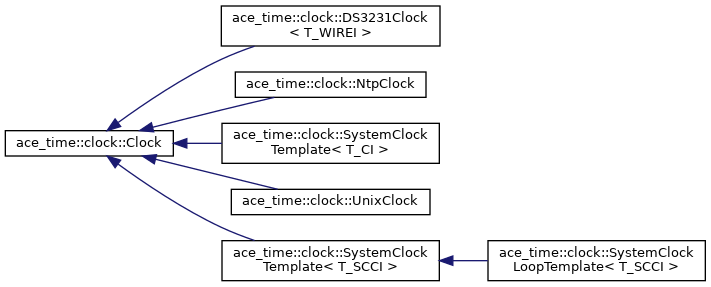 ace_time::clock::DS3231Clock
< T_WIREI >
ace_time::clock::NtpClock
ace_time::clock::Clock
ace_time::clock::SystemClock
Template< T_CI >
ace_time::clock::UnixClock
ace_time::clock::SystemClock
Template< T_SCCI >
ace_time::clock::SystemClock
LoopTemplate< T_SCCI >